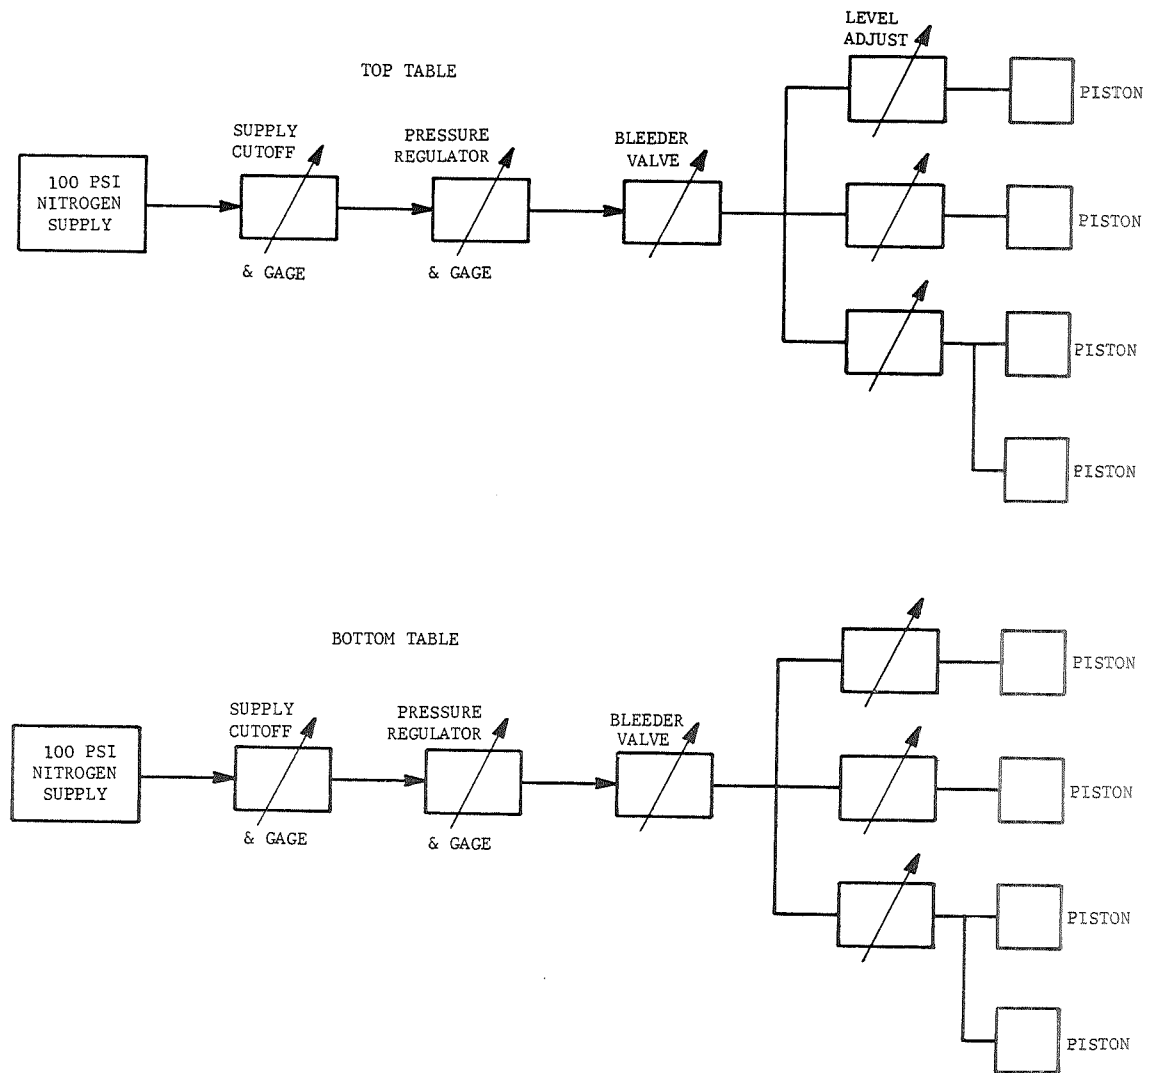 LEVEL
ADJUST
TOP TABLE
PISTON
SUPPLY
CUTOFF
PRESSURE
REGULATOR
BLEEDER
VALVE
100 PSI
NITROGEN
SUPPLY
PISTON
& GAGE
& GAGE
PISTON
PISTON
BOTTOM TABLE
PISTON
SUPPLY
CUTOFF
PRESSURE
REGULATOR
BLEEDER
VALVE
100 PSI
NITROGEN
SUPPLY
PISTON
& GAGE
& GAGE
PISTON
PISTON